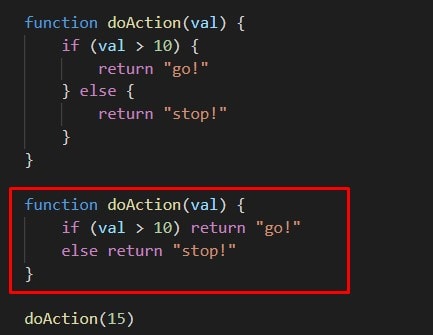 function doAction(val) {
    if (val > 10) {
        return "go!"
    } else {
        return "stop!"
    }
}
function doAction(val) {
    if (val > 10) return "go!"
    else return "stop!"
}
doAction(15)